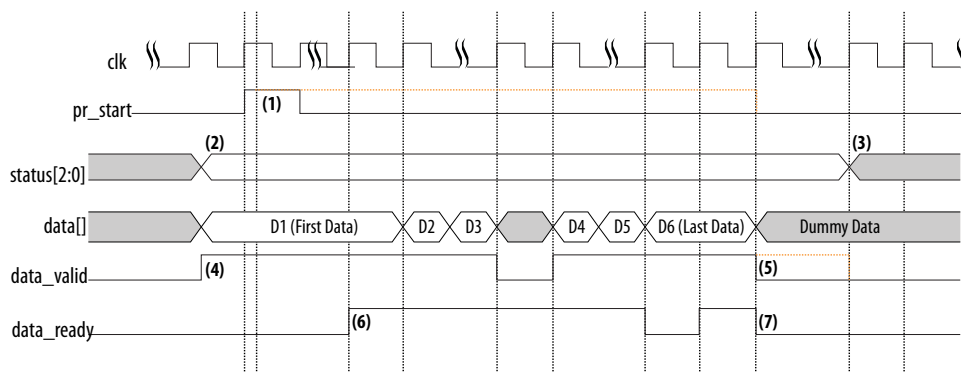 clk
pr_start (1)
status[2:0] (2) (3)
data[] D1 (First Data) D2 D3 D4 D5 D6 (Last Data) Dummy Data
data_valid (4) (5)
data_ready (6) (7)